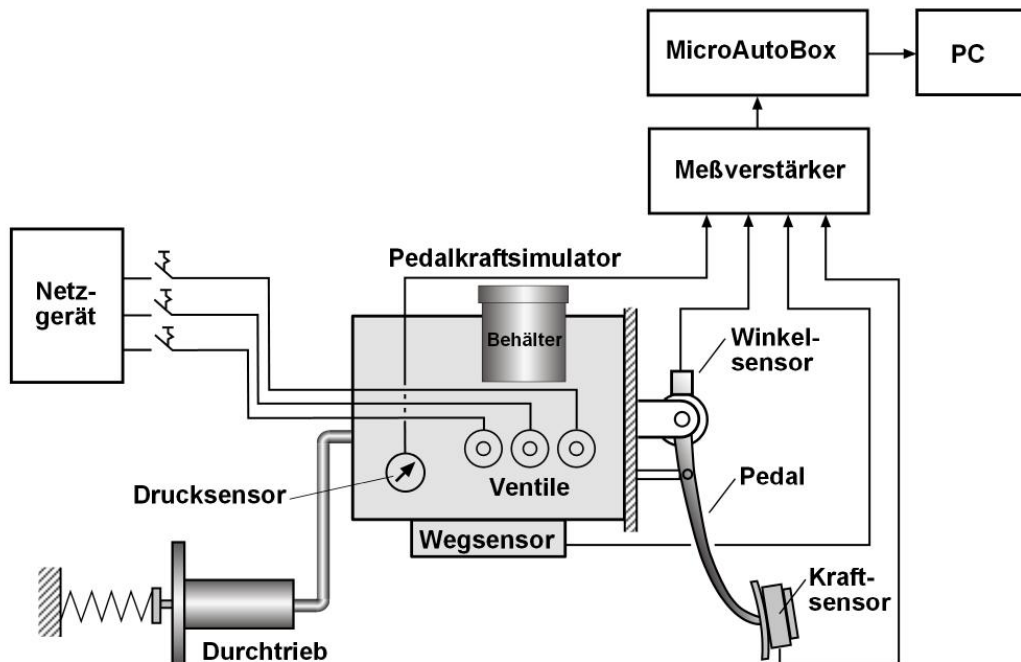 MicroAutoBox
PC
Meßverstärker
Pedalkraftsimulator
Netz-
gerät
Behälter
Winkel-
sensor
Drucksensor
Ventile
Pedal
Wegsensor
Kraft-
sensor
Durchtrieb